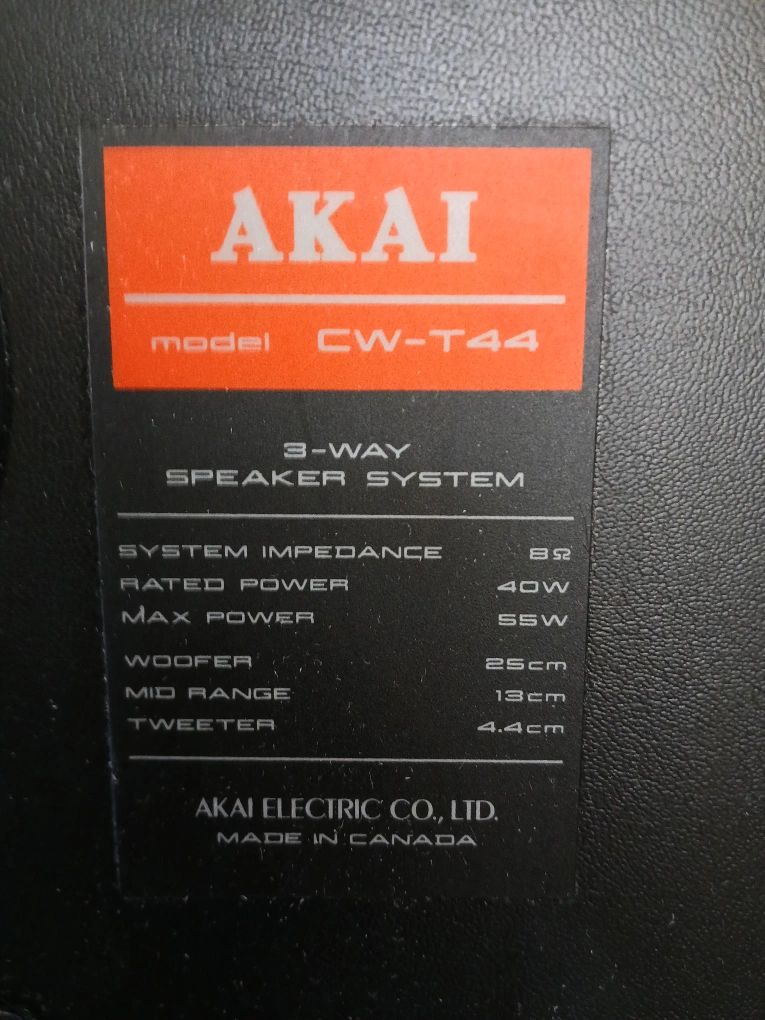 AKAI
model CW-T44
3-WAY
SPEAKER SYSTEM
SYSTEM IMPEDANCE 8Ω
RATED POWER 40W
MAX POWER 55W
WOOFER 25cm
MID RANGE 13cm
TWEETER 4.4cm
AKAI ELECTRIC CO., LTD.
MADE IN CANADA